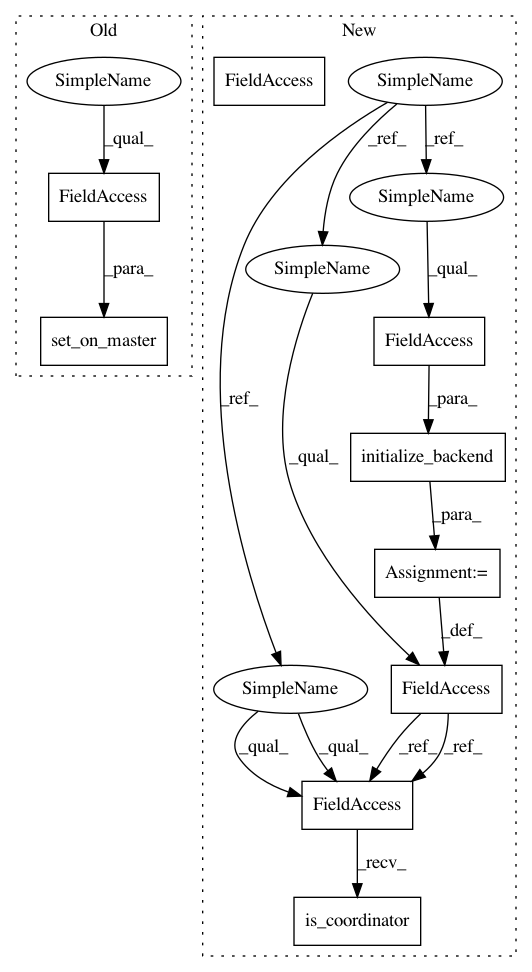 Old
New
SimpleName
FieldAccess
SimpleName
_qual_
_ref_
_ref_
FieldAccess
SimpleName
_para_
SimpleName
_qual_
set_on_master
FieldAccess
_ref_
_para_
_qual_
initialize_backend
_para_
Assignment:=
_def_
SimpleName
FieldAccess
_qual_
_qual_
_ref_
_ref_
FieldAccess
_recv_
is_coordinator